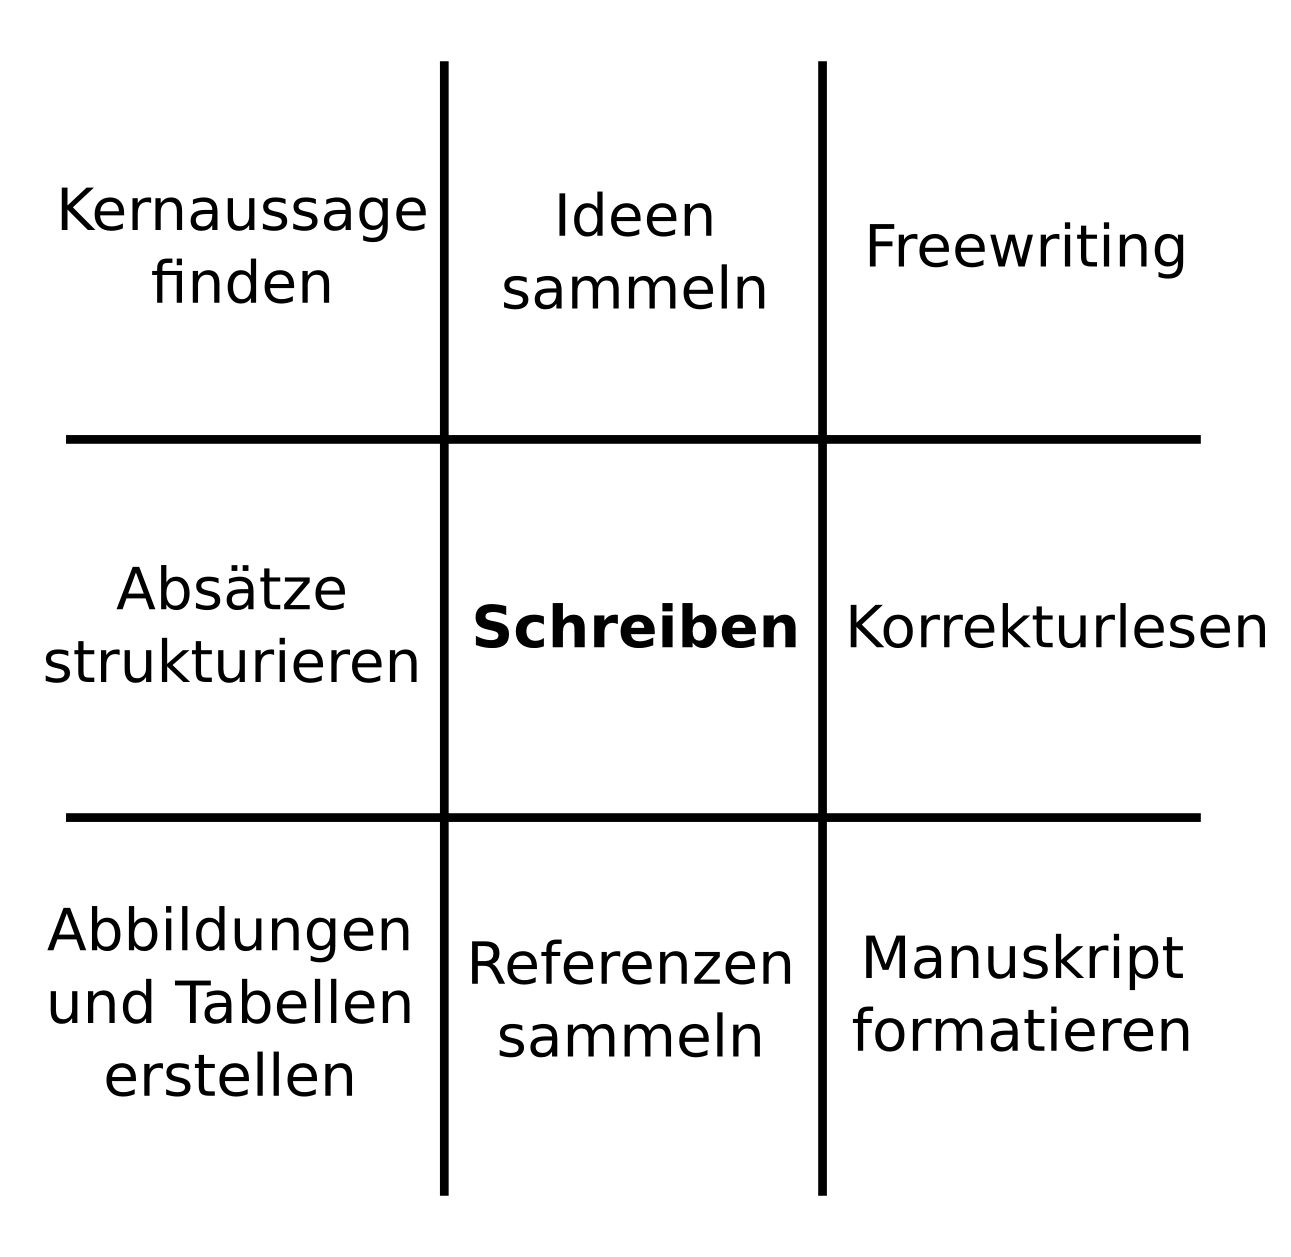 Kernaussage
finden
Ideen
sammeln
Freewriting
Absätze
strukturieren
Schreiben
Korrekturlesen
Abbildungen
und Tabellen
erstellen
Referenzen
sammeln
Manuskript
formatieren